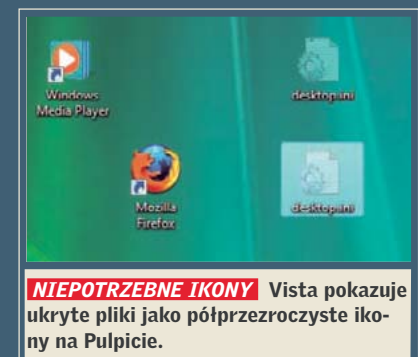 Windows
Media Player
desktop.ini
Mozilla
Firefox
desktop.ini
NIEPOTRZEBNE IKONY Vista pokazuje
ukryte pliki jako półprzezroczyste iko-
ny na Pulpicie.